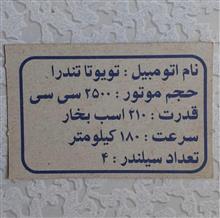 نام اتومبیل : تویوتا تندرا
حجم موتور : ۲۵۰۰ سی سی
قدرت : ۲۱۰ اسب بخار
سرعت : ۱۸۰ کیلومتر
تعداد سیلندر : ۴